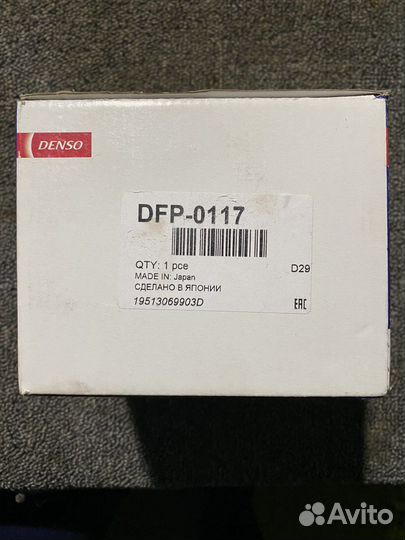 DENSO
DFP-0117
QTY: 1 pce
D29
MADE IN: Japan
СДЕЛАНО В ЯПОНИИ
19513069903D
EAC
Avito